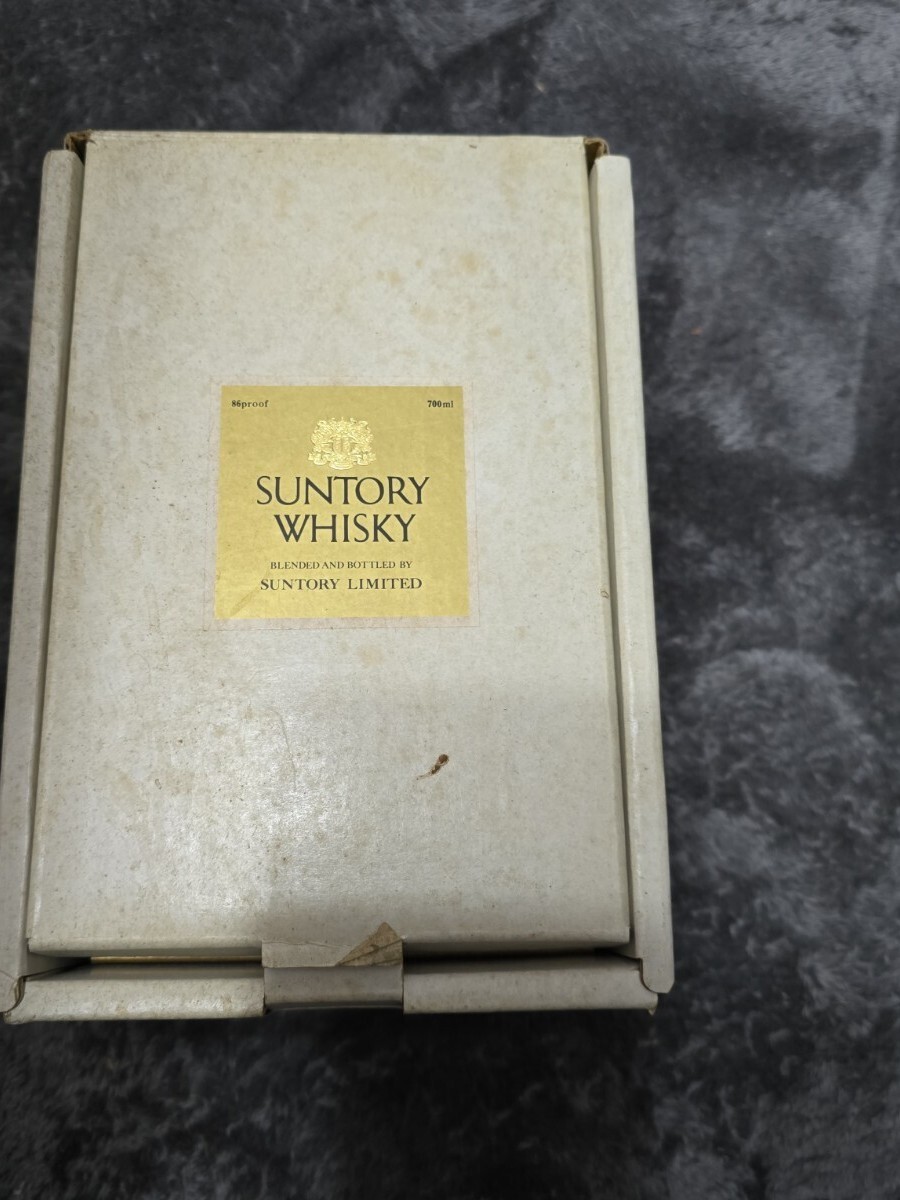 86proof 700ml
SUNTORY
WHISKY
BLENDED AND BOTTLED BY
SUNTORY LIMITED